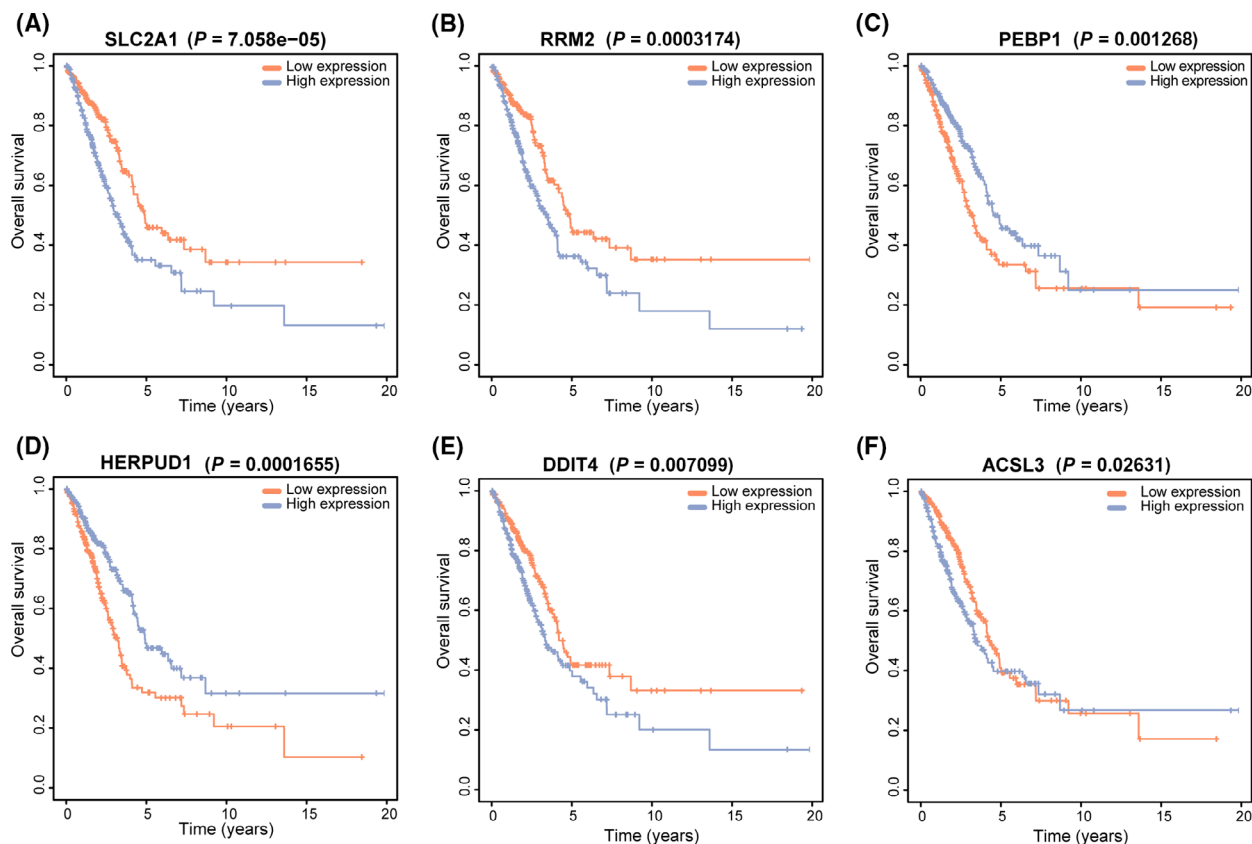 (A)
SLC2A1 (P = 7.058e−05)
Low expression
High expression
Overall survival
0.0 0.2 0.4 0.6 0.8 1.0
0 5 10 15 20
Time (years)
(B)
RRM2 (P = 0.0003174)
Low expression
High expression
Overall survival
0.0 0.2 0.4 0.6 0.8 1.0
0 5 10 15 20
Time (years)
(C)
PEBP1 (P = 0.001268)
Low expression
High expression
Overall survival
0.0 0.2 0.4 0.6 0.8 1.0
0 5 10 15 20
Time (years)
(D)
HERPUD1 (P = 0.0001655)
Low expression
High expression
Overall survival
0.0 0.2 0.4 0.6 0.8 1.0
0 5 10 15 20
Time (years)
(E)
DDIT4 (P = 0.007099)
Low expression
High expression
Overall survival
0.0 0.2 0.4 0.6 0.8 1.0
0 5 10 15 20
Time (years)
(F)
ACSL3 (P = 0.02631)
Low expression
High expression
Overall survival
0.0 0.2 0.4 0.6 0.8 1.0
0 5 10 15 20
Time (years)